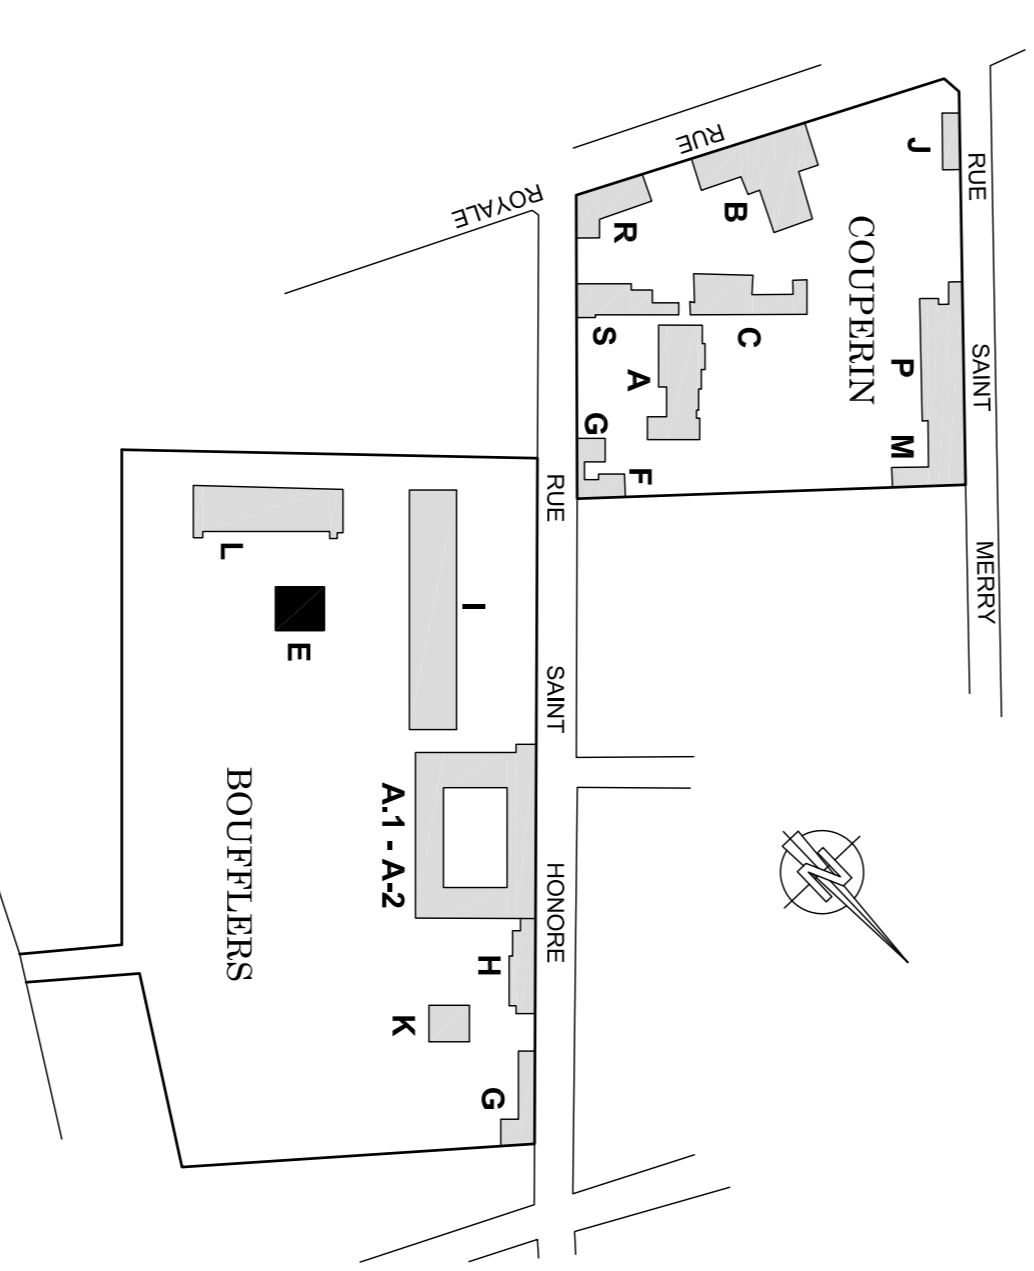 RUE
SAINT
MERRY
COUPERIN
J
P
M
B
C
RUE
ROYALE
R
S
A
G
F
RUE
SAINT
HONORE
I
A.1 - A-2
H
K
G
L
E
BOUFFLERS
N